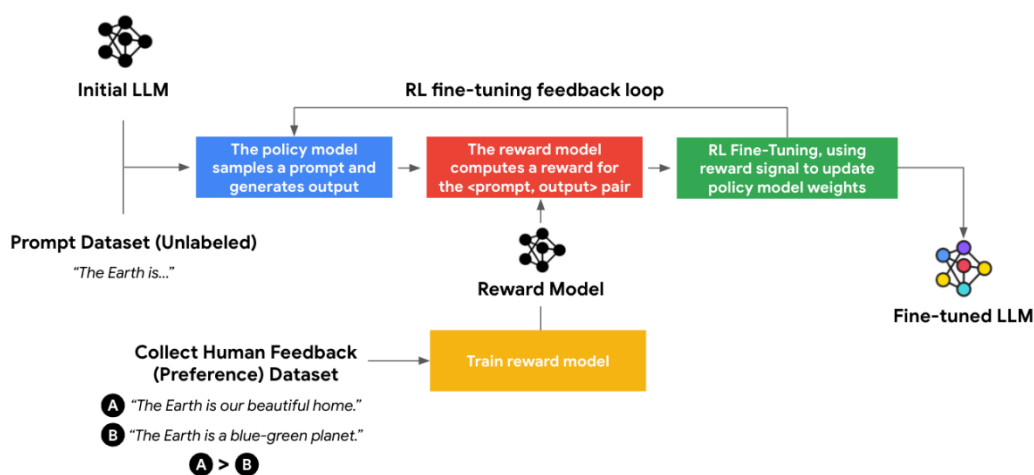 Initial LLM
RL fine-tuning feedback loop
The policy model
samples a prompt and
generates output
The reward model
computes a reward for
the <prompt, output> pair
RL Fine-Tuning, using
reward signal to update
policy model weights
Prompt Dataset (Unlabeled)
“The Earth is...”
Reward Model
Fine-tuned LLM
Collect Human Feedback
(Preference) Dataset
Train reward model
A “The Earth is our beautiful home.”
B “The Earth is a blue-green planet.”
A > B